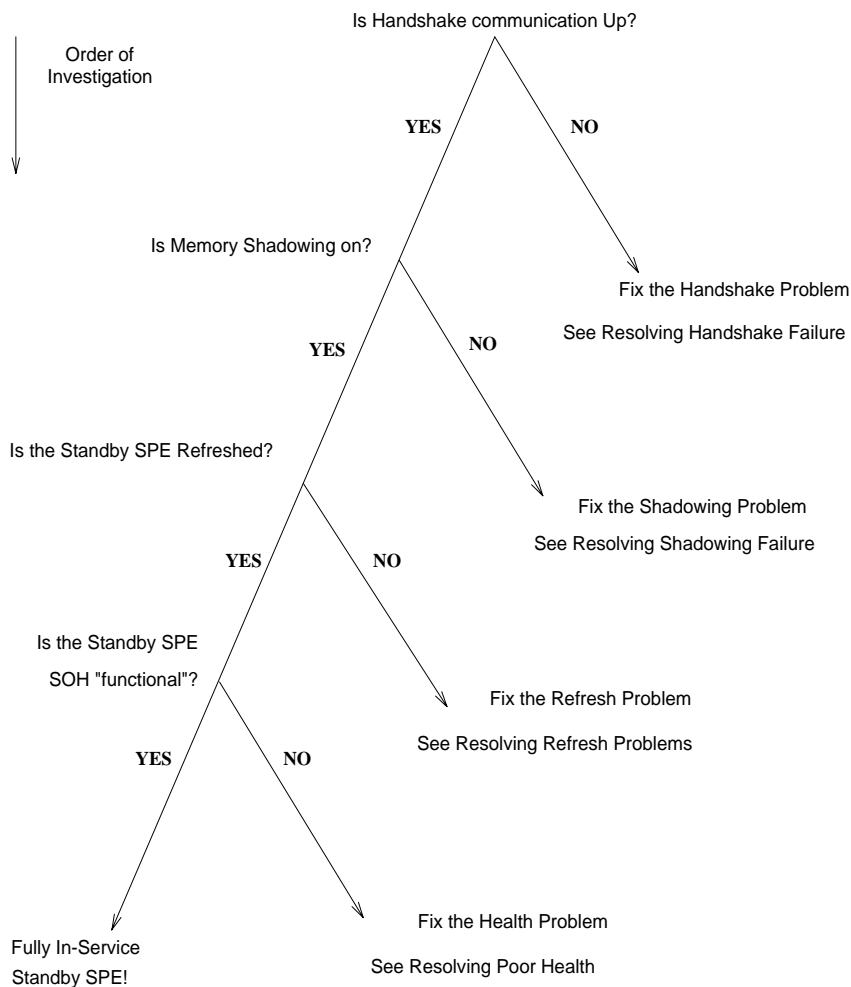 Is Handshake communication Up?
Order of
Investigation
YES
NO
Is Memory Shadowing on?
Fix the Handshake Problem
See Resolving Handshake Failure
YES
NO
Is the Standby SPE Refreshed?
Fix the Shadowing Problem
See Resolving Shadowing Failure
YES
NO
Is the Standby SPE
SOH "functional"?
Fix the Refresh Problem
See Resolving Refresh Problems
YES
NO
Fix the Health Problem
See Resolving Poor Health
Fully In-Service
Standby SPE!